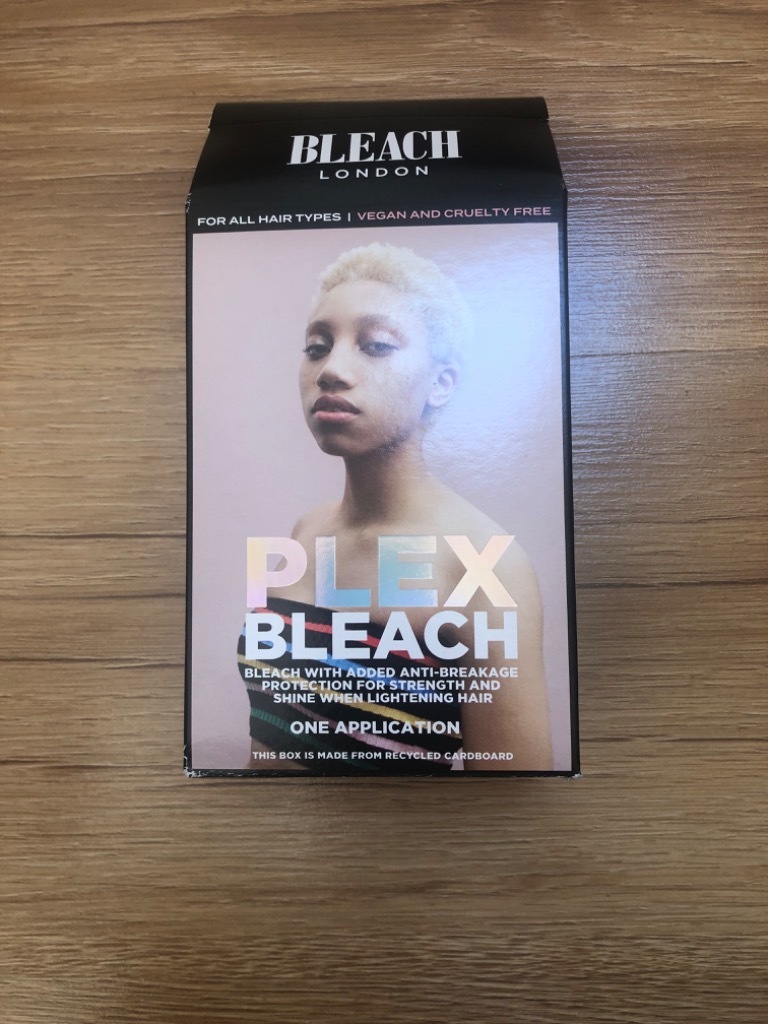 BLEACH
LONDON
FOR ALL HAIR TYPES | VEGAN AND CRUELTY FREE
PLEX
BLEACH
BLEACH WITH ADDED ANTI-BREAKAGE
PROTECTION FOR STRENGTH AND
SHINE WHEN LIGHTENING HAIR
ONE APPLICATION
THIS BOX IS MADE FROM RECYCLED CARDBOARD